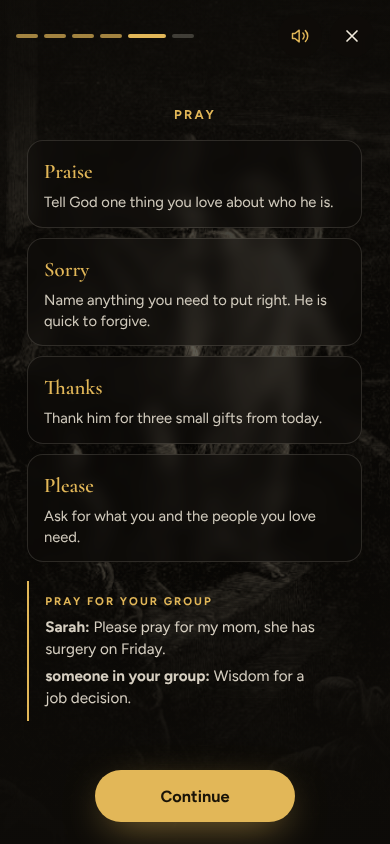 PRAY
Praise
Tell God one thing you love about who he is.
Sorry
Name anything you need to put right. He is
quick to forgive.
Thanks
Thank him for three small gifts from today.
Please
Ask for what you and the people you love
need.
PRAY FOR YOUR GROUP
Sarah: Please pray for my mom, she has
surgery on Friday.
someone in your group: Wisdom for a
job decision.
Continue